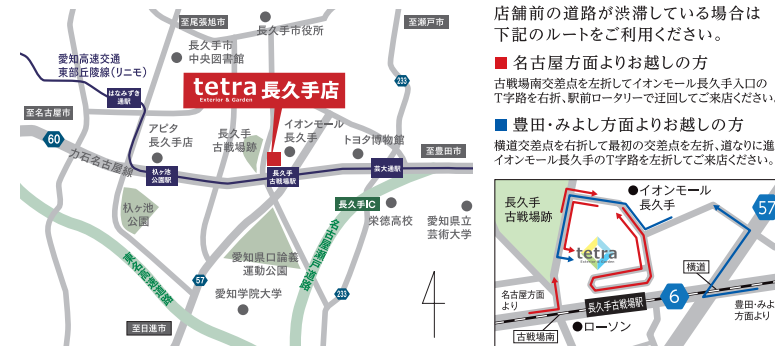 至尾張旭市
長久手市役所
至瀬戸市
長久手市
中央図書館
愛知高速交通
東部丘陵線（リニモ）
tetra 長久手店
Exterior & Garden
233
はなみずき
通駅
至名古屋市
60
アピタ
長久手店
長久手
古戦場跡
イオンモール
長久手
トヨタ博物館
至豊田市
力石名古屋線
杁ヶ池
公園駅
長久手
古戦場駅
芸大通駅
杁ヶ池
公園
長久手IC
栄徳高校
愛知県立
芸術大学
東名高速道路
名古屋瀬戸道路
愛知県口論義
運動公園
57
愛知学院大学
233
至日進市
店舗前の道路が渋滞している場合は
下記のルートをご利用ください。
■ 名古屋方面よりお越しの方
古戦場南交差点を左折してイオンモール長久手入口の
T字路を右折、駅前ロータリーで迂回してご来店ください。
■ 豊田・みよし方面よりお越しの方
横道交差点を右折して最初の交差点を左折、道なりに進
イオンモール長久手のT字路を左折してご来店ください。
長久手
古戦場跡
●イオンモール
長久手
57
tetra
Exterior & Garden
横道
名古屋方面
より
長久手古戦場駅
6
豊田・みよ
方面より
古戦場南
●ローソン